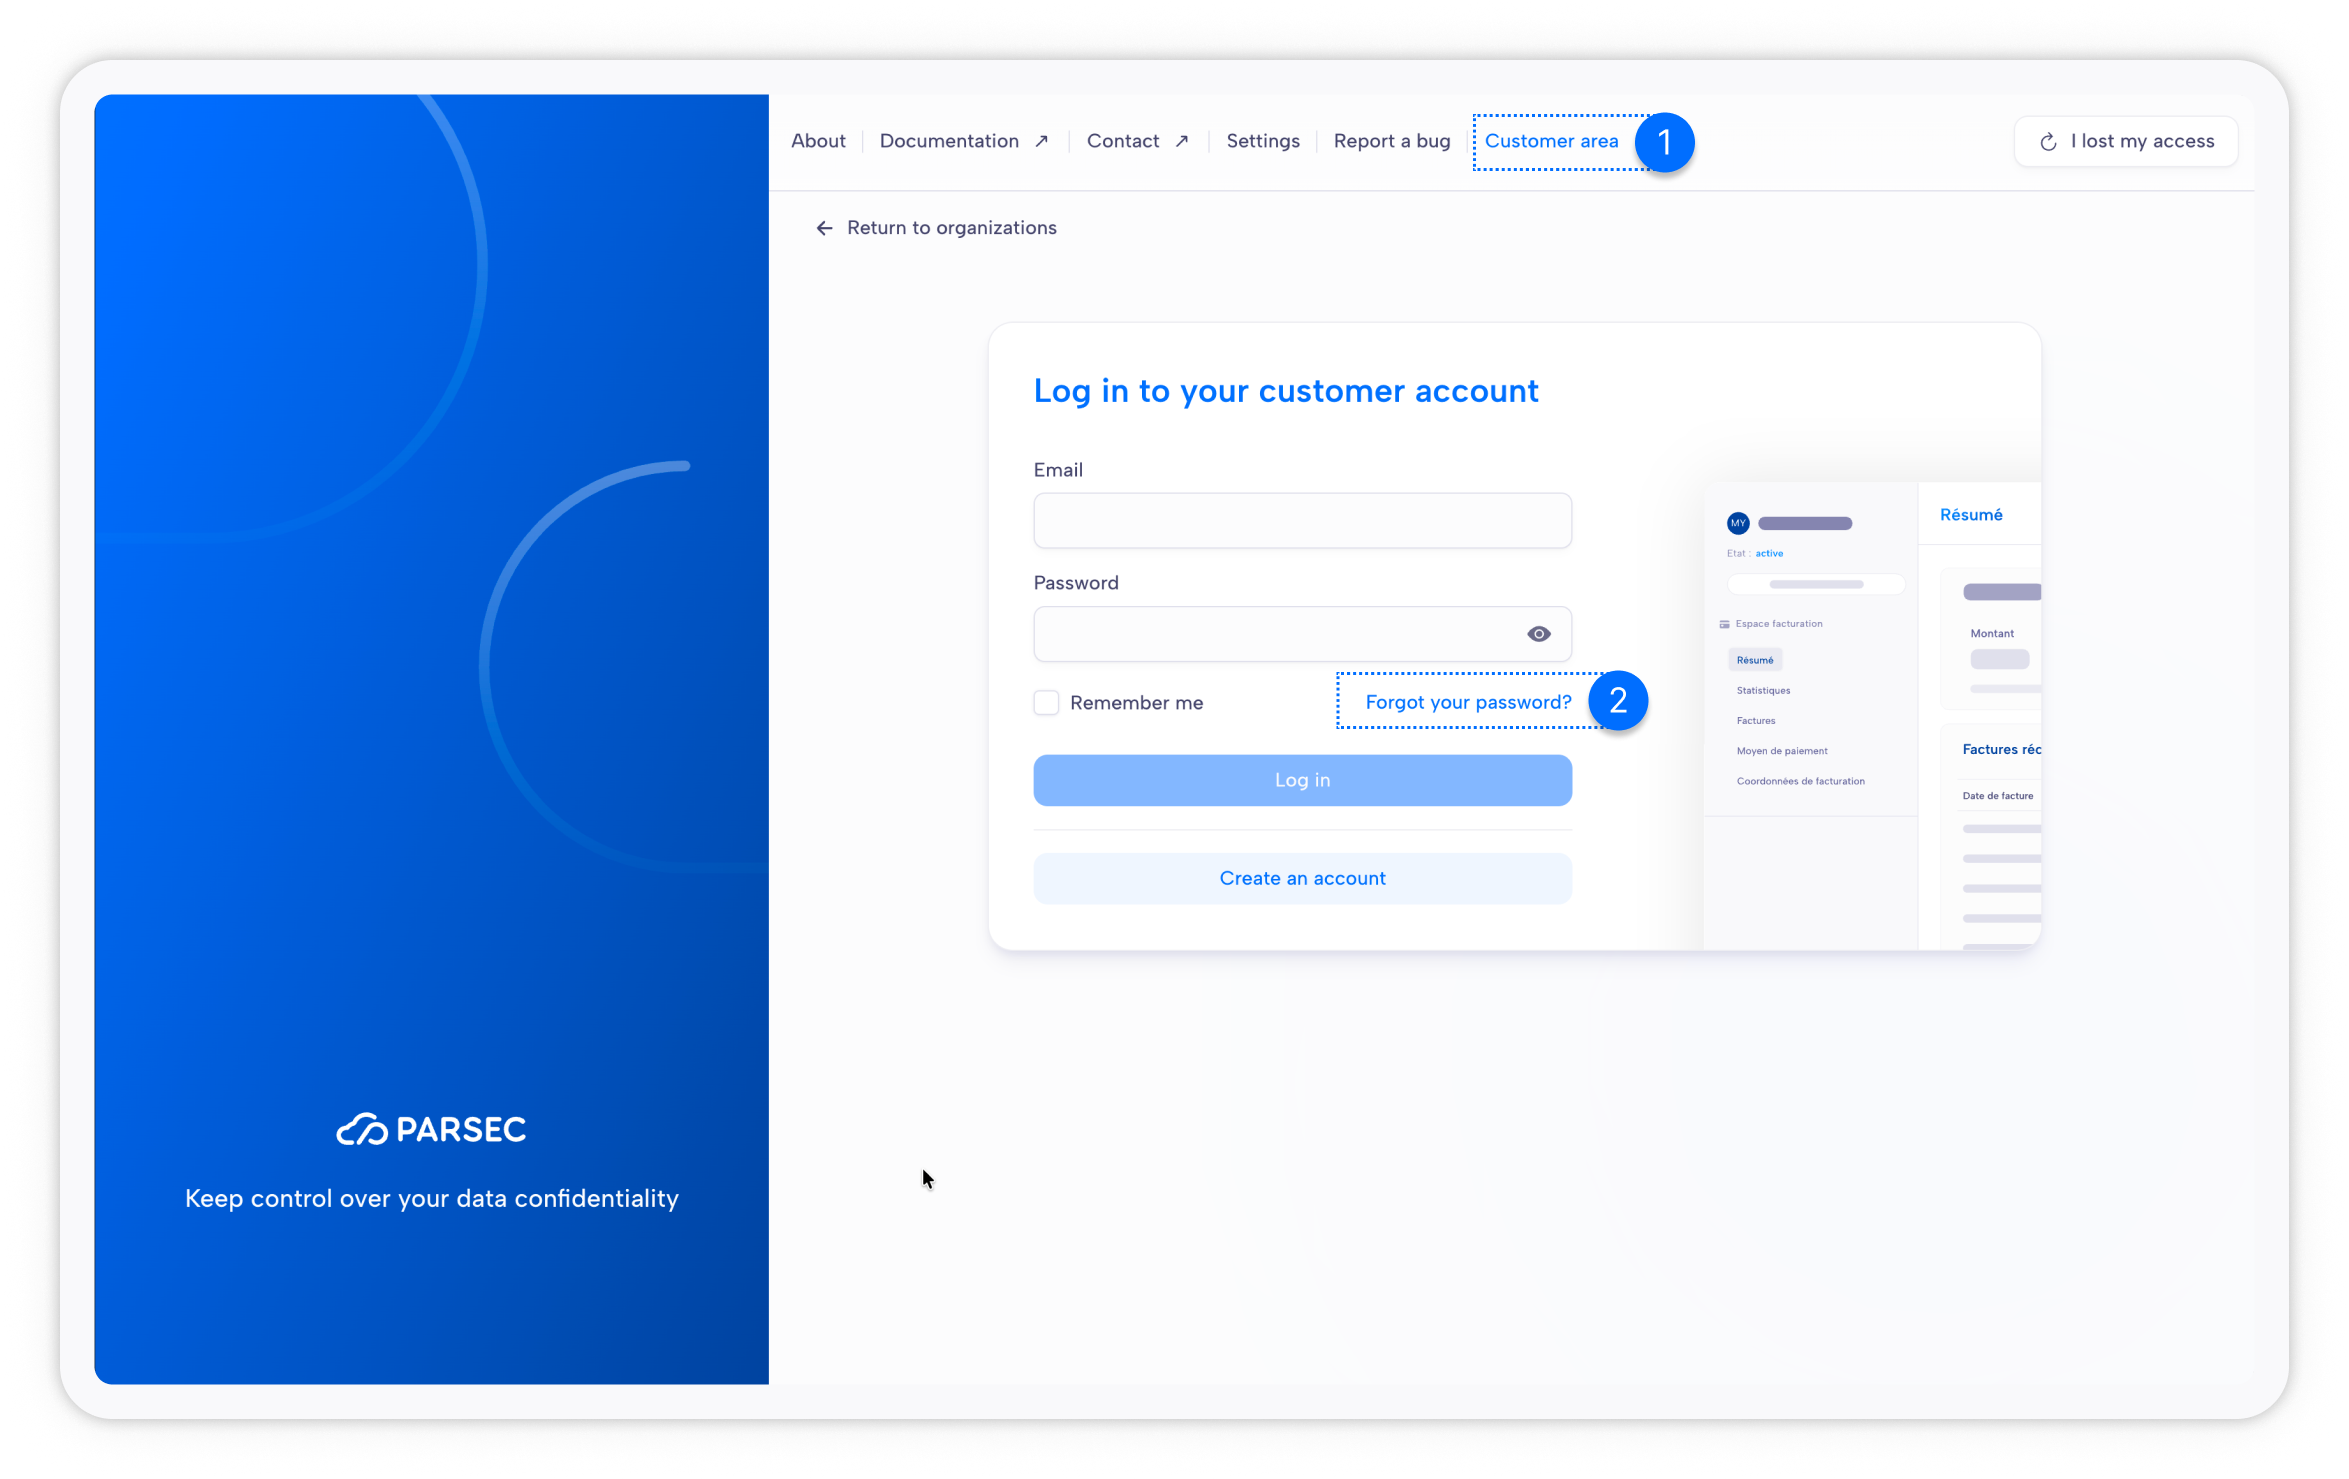 About
Documentation
Contact
Settings
Report a bug
Customer area
1
I lost my access
Return to organizations
Log in to your customer account
Email
Password
Remember me
Forgot your password?
2
Log in
Create an account
MY
Etat : active
Espace facturation
Résumé
Statistiques
Factures
Moyen de paiement
Coordonnées de facturation
Résumé
Montant
Factures réc
Date de facture
PARSEC
Keep control over your data confidentiality